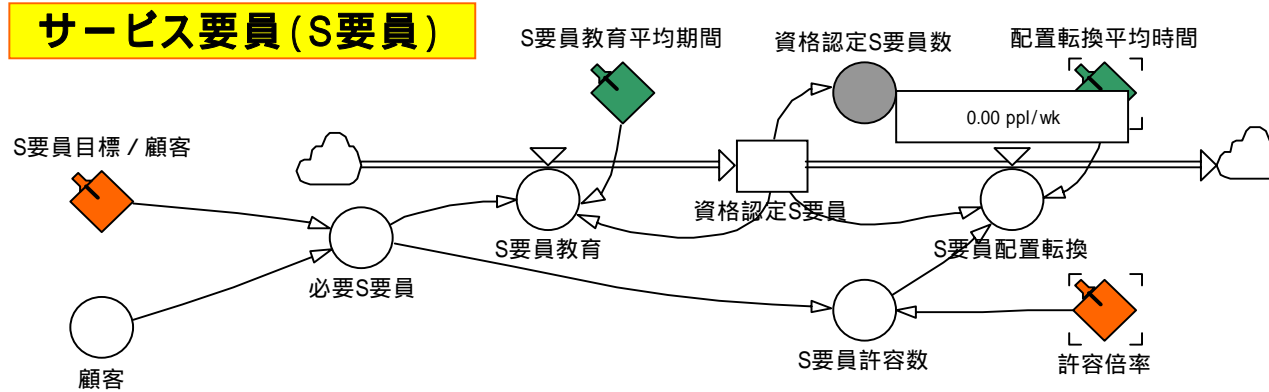 サービス要員(S要員)
S要員教育平均期間
資格認定S要員数
配置転換平均時間
0.00 ppl/wk
S要員目標/顧客
資格認定S要員
S要員教育
S要員配置転換
必要S要員
S要員許容数
許容倍率
顧客